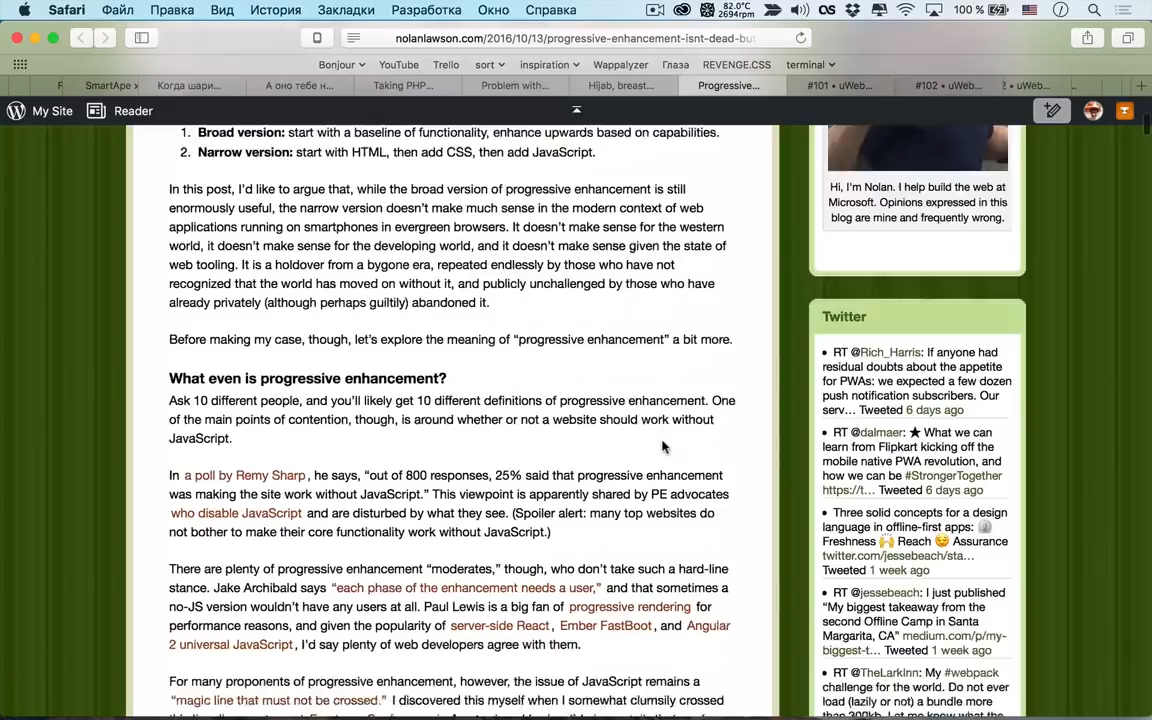 Safari Файл Правка Вид История Закладки Разработка Окно Справка 82.0°C 2694rpm 100 %
nolanlawson.com/2016/10/13/progressive-enhancement-isnt-dead-but-
Bonjour YouTube Trello sort inspiration Wappalyzer Глаза REVENGE.CSS terminal
SmartApe Когда шари... А оно тебе н... Taking PHP... Problem with... Hijab, breast... Progressive... #101 — uWeb... #102 — uWeb... uWeb...
My Site Reader
1. Broad version: start with a baseline of functionality, enhance upwards based on capabilities.
2. Narrow version: start with HTML, then add CSS, then add JavaScript.
In this post, I'd like to argue that, while the broad version of progressive enhancement is still
enormously useful, the narrow version doesn't make much sense in the modern context of web
applications running on smartphones in evergreen browsers. It doesn't make sense for the western
world, it doesn't make sense for the developing world, and it doesn't make sense given the state of
web tooling. It is a holdover from a bygone era, repeated endlessly by those who have not
recognized that the world has moved on without it, and publicly unchallenged by those who have
already privately (although perhaps guiltily) abandoned it.
Before making my case, though, let's explore the meaning of “progressive enhancement” a bit more.
What even is progressive enhancement?
Ask 10 different people, and you'll likely get 10 different definitions of progressive enhancement. One
of the main points of contention, though, is around whether or not a website should work without
JavaScript.
In a poll by Remy Sharp, he says, “out of 800 responses, 25% said that progressive enhancement
was making the site work without JavaScript.” This viewpoint is apparently shared by PE advocates
who disable JavaScript and are disturbed by what they see. (Spoiler alert: many top websites do
not bother to make their core functionality work without JavaScript.)
There are plenty of progressive enhancement “moderates,” though, who don't take such a hard-line
stance. Jake Archibald says “each phase of the enhancement needs a user,” and that sometimes a
no-JS version wouldn't have any users at all. Paul Lewis is a big fan of progressive rendering for
performance reasons, and given the popularity of server-side React, Ember FastBoot, and Angular
2 universal JavaScript, I'd say plenty of web developers agree with them.
For many proponents of progressive enhancement, however, the issue of JavaScript remains a
“magic line that must not be crossed.” I discovered this myself when I somewhat clumsily crossed
Hi, I'm Nolan. I help build the web at
Microsoft. Opinions expressed in this
blog are mine and frequently wrong.
Twitter
• RT @Rich_Harris: If anyone had
residual doubts about the appetite
for PWAs: we expected a few dozen
push notification subscribers. Our
serv… Tweeted 6 days ago
• RT @dalmaer: ★ What we can
learn from Flipkart kicking off the
mobile native PWA revolution, and
how we can be #StrongerTogether
https://t… Tweeted 6 days ago
• Three solid concepts for a design
language in offline-first apps:
Freshness 🙌 Reach 😌 Assurance
twitter.com/jessebeach/sta…
Tweeted 1 week ago
• RT @jessebeach: I just published
“My biggest takeaway from the
second Offline Camp in Santa
Margarita, CA” medium.com/p/my-
biggest-t… Tweeted 1 week ago
• RT @TheLarkInn: My #webpack
challenge for the world. Do not ever
load (lazily or not) a bundle more